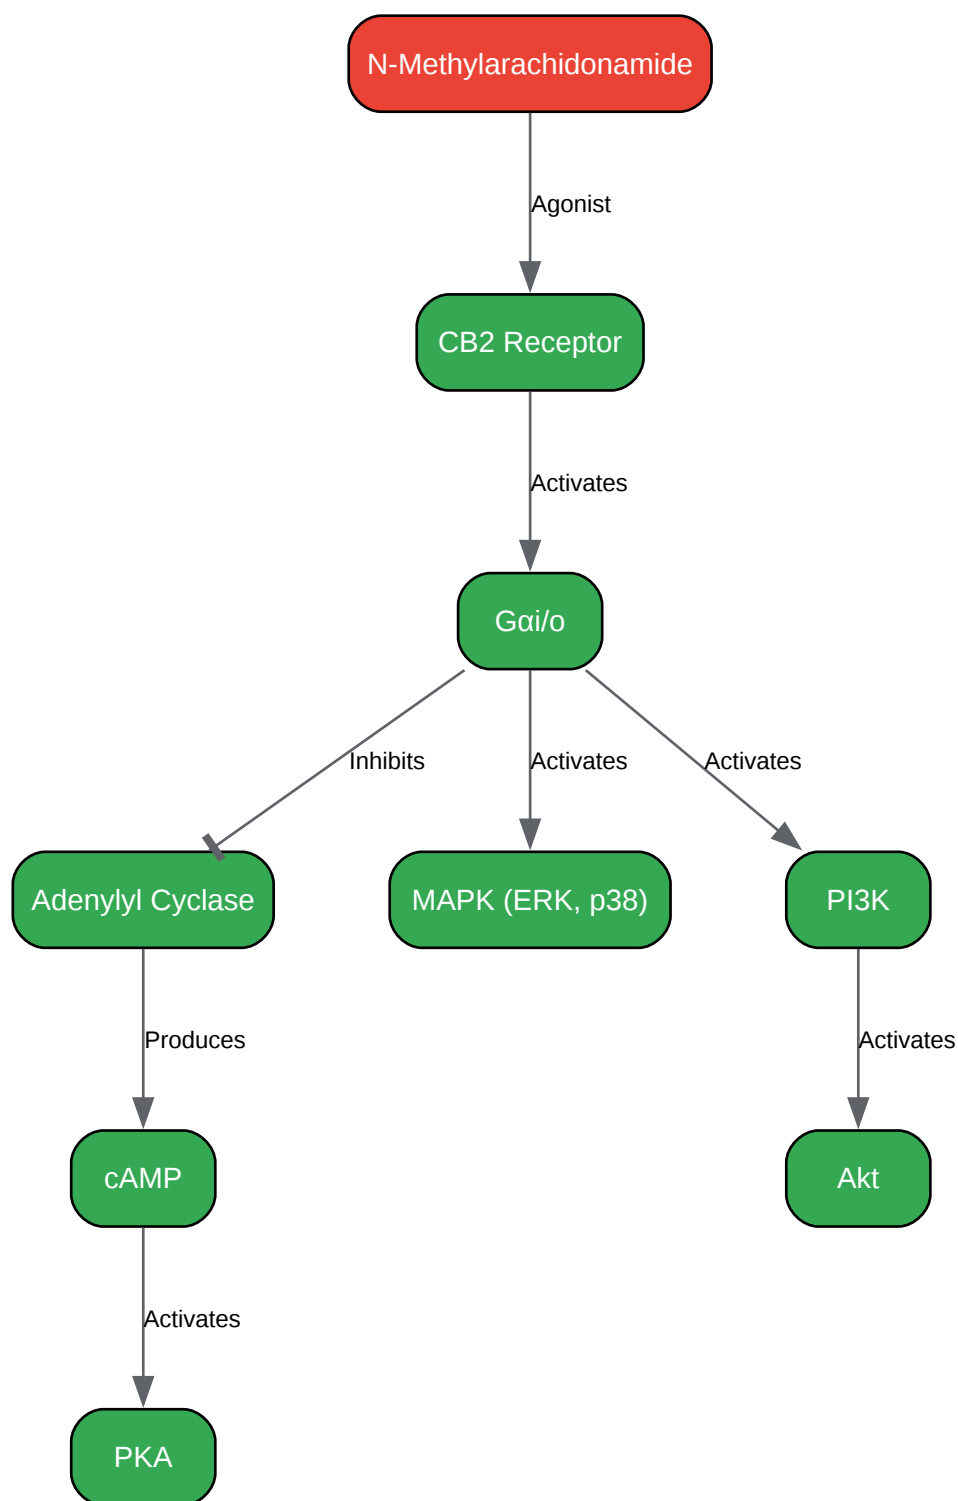 N-Methylarachidonamide
Agonist
CB2 Receptor
Activates
Gαi/o
Inhibits
Activates
Activates
Adenylyl Cyclase
MAPK (ERK, p38)
PI3K
Produces
Activates
cAMP
Akt
Activates
PKA